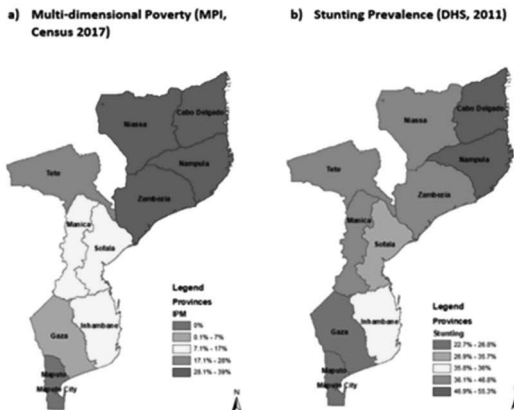 a) Multi-dimensional Poverty (MPI,
Census 2017)
Niassa
Cabo Delgado
Nampula
Tete
Zambezia
Manica
Sofala
Gaza
Inhambane
Maputo
Maputo City
Legend
Provinces
IPM
0%
0.1% - 7%
7.1% - 17%
17.1% - 28%
28.1% - 39%
N
b) Stunting Prevalence (DHS, 2011)
Niassa
Cabo Delgado
Nampula
Tete
Zambezia
Manica
Sofala
Gaza
Inhambane
Maputo
Maputo City
Legend
Provinces
Stunting
22.7% - 26.8%
26.9% - 35.7%
35.8% - 36%
36.1% - 46.8%
46.9% - 55.3%